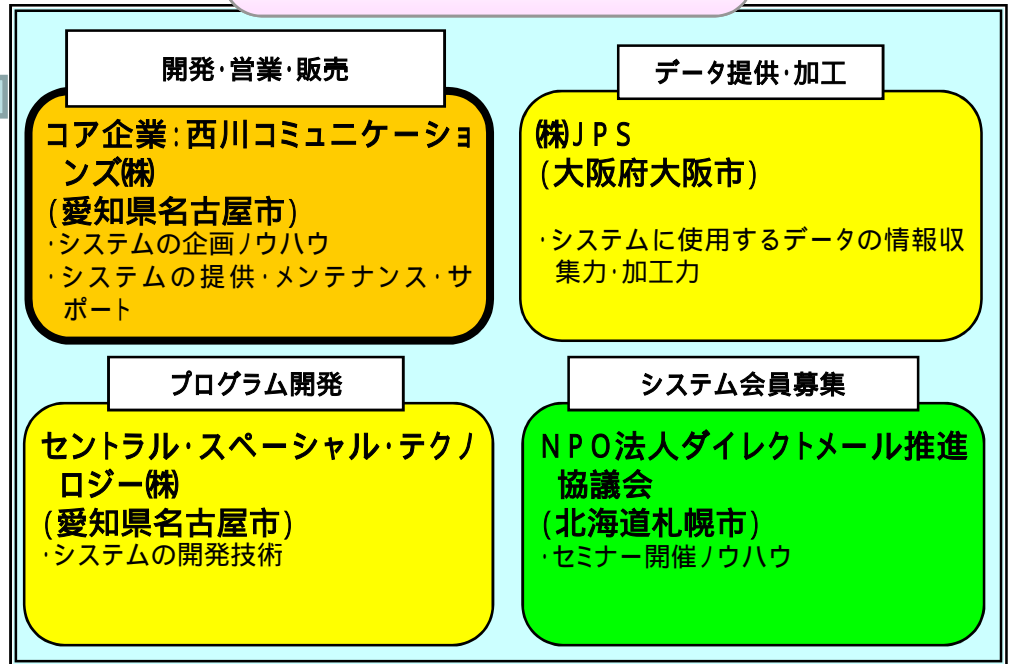 開発・営業・販売
コア企業:西川コミュニケーショ
ンズ㈱
(愛知県名古屋市)
・システムの企画ノウハウ
・システムの提供・メンテナンス・サ
ポート
データ提供・加工
㈱JPS
(大阪府大阪市)
・システムに使用するデータの情報収
集力・加工力
プログラム開発
セントラル・スペーシャル・テクノ
ロジー㈱
(愛知県名古屋市)
・システムの開発技術
システム会員募集
NPO法人ダイレクトメール推進
協議会
(北海道札幌市)
・セミナー開催ノウハウ